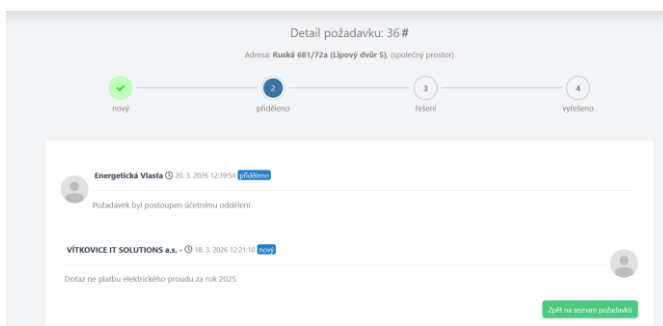 Detail požadavku: 36 #
Adresa: Ruská 681/72a (Lipový dvůr 5), (společný prostor)
2 3 4
nový přiděleno řešení vyřešeno
Energetická Vlasta 20. 3. 2026 12:39:54 přiděleno
Požadavek byl postoupen účetnímu oddělení
VÍTKOVICE IT SOLUTIONS a.s. - 18. 3. 2026 12:21:10 nový
Dotaz ne platbu elektrického proudu za rok 2025
Zpět na seznam požadavků